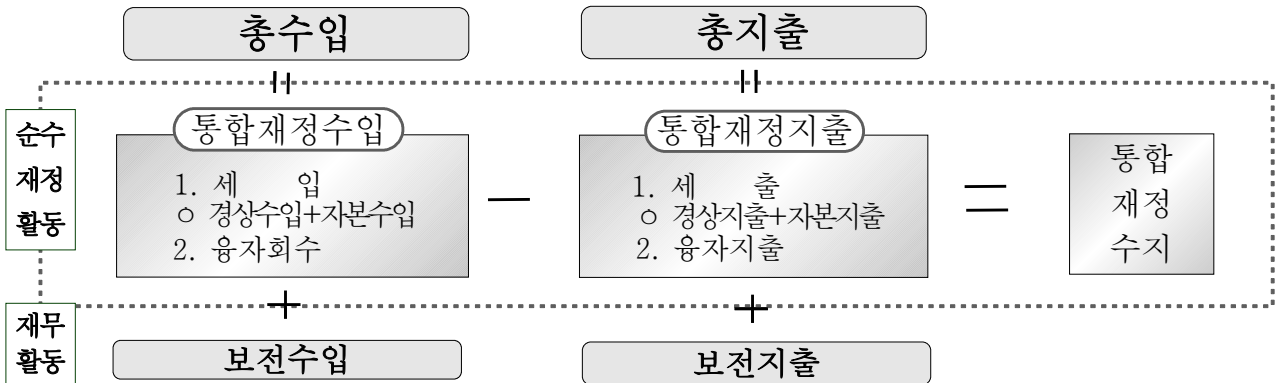 총수입 총지출
순수
재정
활동
통합재정수입
1. 세 입
○ 경상수입+자본수입
2. 융자회수
통합재정지출
1. 세 출
○ 경상지출+자본지출
2. 융자지출
통합
재정
수지
재무
활동
보전수입 보전지출